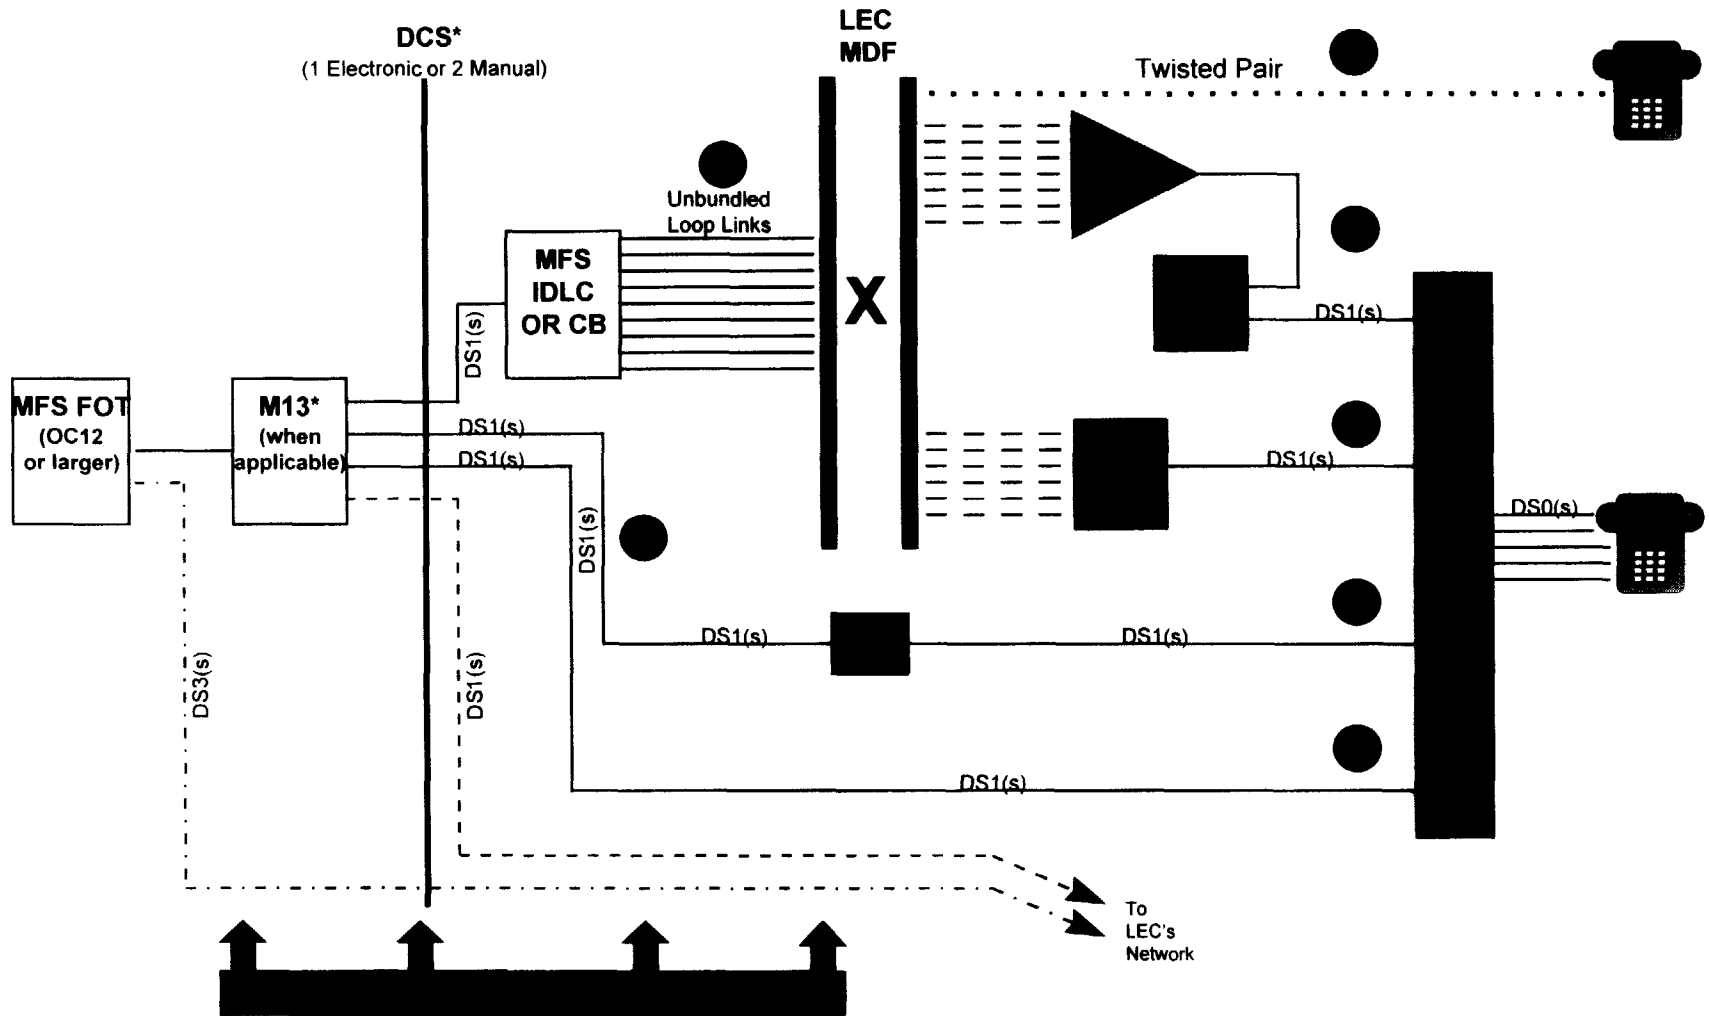 DCS*
(1 Electronic or 2 Manual)
LEC
MDF
Twisted Pair
Unbundled
Loop Links
MFS
IDLC
OR CB
X
DS1(s)
DS1(s)
MFS FOT
(OC12
or larger)
M13*
(when
applicable)
DS1(s)
DS1(s)
DS1(s)
DS0(s)
DS1(s)
DS1(s)
DS1(s)
DS3(s)
DS1(s)
DS1(s)
To
LEC's
Network